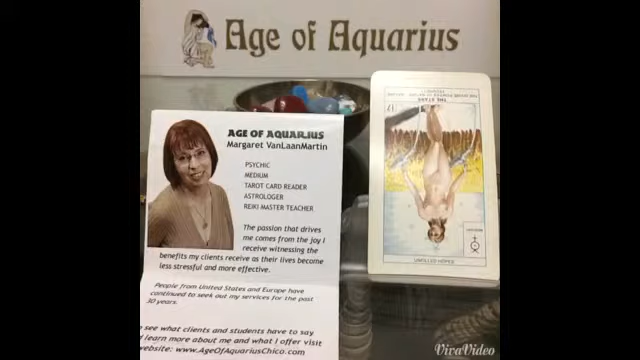 Age of Aquarius
AGE OF AQUARIUS
Margaret VanLaanMartin
PSYCHIC
MEDIUM
TAROT CARD READER
ASTROLOGER
REIKI MASTER TEACHER
The passion that drives
me comes from the joy I
receive witnessing the
benefits my clients receive as their lives become
less stressful and more effective.
People from United States and Europe have
continued to seek out my services for the past
30 years.
see what clients and students have to say
learn more about me and what I offer visit
website: www.AgeOfAquariusChico.com
17
THE STARS
UNFULFILLED HOPES
VivaVideo